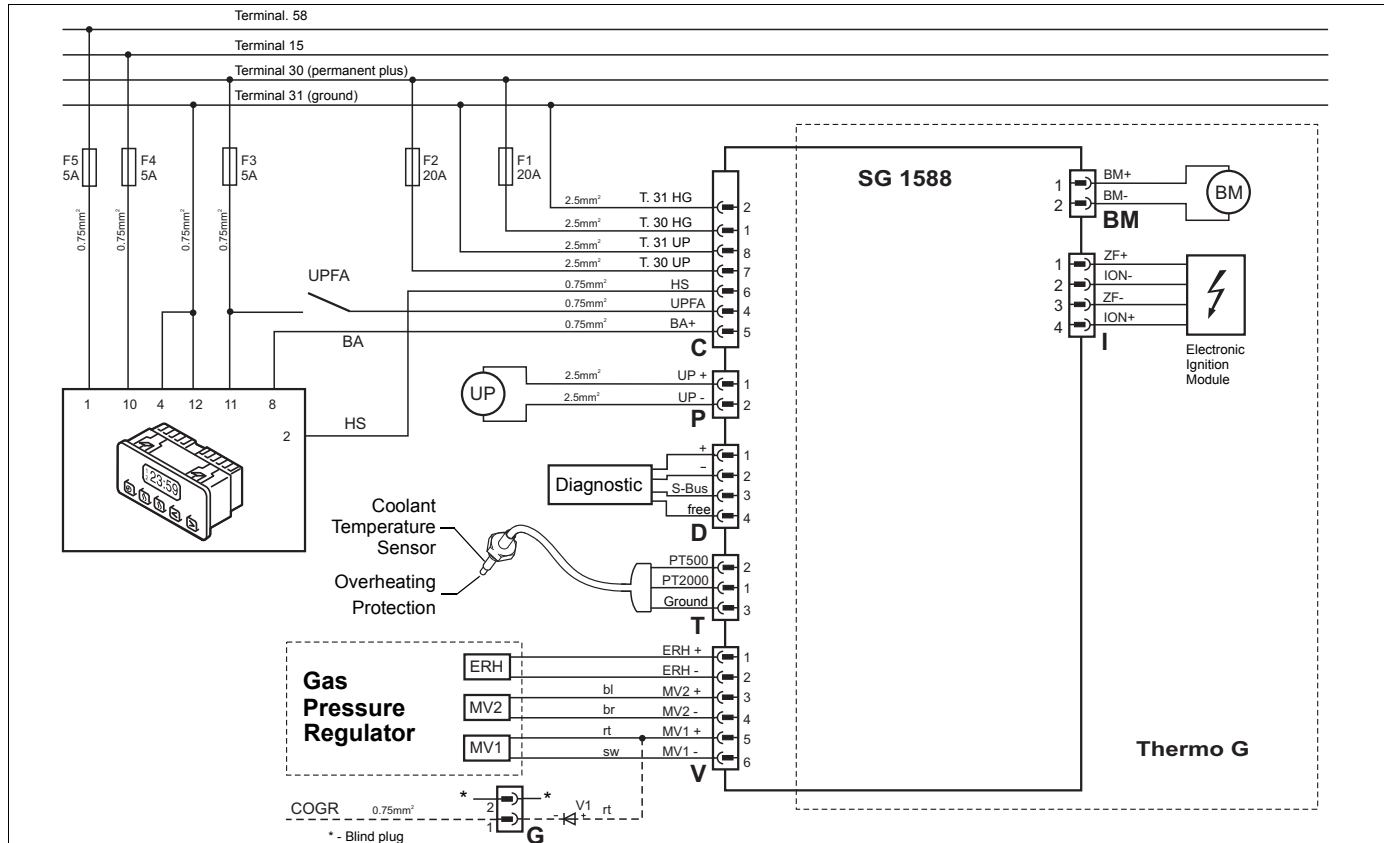 Terminal. 58
Terminal 15
Terminal 30 (permanent plus)
Terminal 31 (ground)
F5
5A
F4
5A
F3
5A
F2
20A
F1
20A
0.75mm²
0.75mm²
0.75mm²
0.75mm²
SG 1588
Thermo G
2.5mm² T. 31 HG 2
2.5mm² T. 30 HG 1
2.5mm² T. 31 UP 8
2.5mm² T. 30 UP 7
0.75mm² HS 6
0.75mm² UPFA 4
0.75mm² BA+ 5
C
UPFA
BA
HS
1 10 4 12 11 8
2
23:59
UP
2.5mm² UP + 1
2.5mm² UP - 2
P
Diagnostic
+ 1
- 2
S-Bus 3
free 4
D
Coolant
Temperature
Sensor
Overheating
Protection
PT500 2
PT2000 1
Ground 3
T
Gas
Pressure
Regulator
ERH
MV2
MV1
ERH + 1
ERH - 2
bl MV2 + 3
br MV2 - 4
rt MV1 + 5
sw MV1 - 6
V
COGR 0.75mm²
* 2 *
1
G
- V1 + rt
* - Blind plug
1 BM+
2 BM-
BM
BM
1 ZF+
2 ION-
3 ZF-
4 ION+
I
Electronic
Ignition
Module